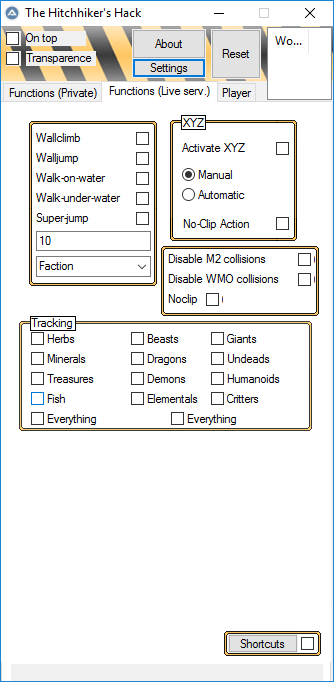 The Hitchhiker's Hack
On top
Transparence
About
Settings
Reset
Wo...
Functions (Private)
Functions (Live serv.)
Player
Wallclimb
Walljump
Walk-on-water
Walk-under-water
Super-jump
10
Faction
XYZ
Activate XYZ
Manual
Automatic
No-Clip Action
Disable M2 collisions
Disable WMO collisions
Noclip
Tracking
Herbs
Beasts
Giants
Minerals
Dragons
Undeads
Treasures
Demons
Humanoids
Fish
Elementals
Critters
Everything
Everything
Shortcuts